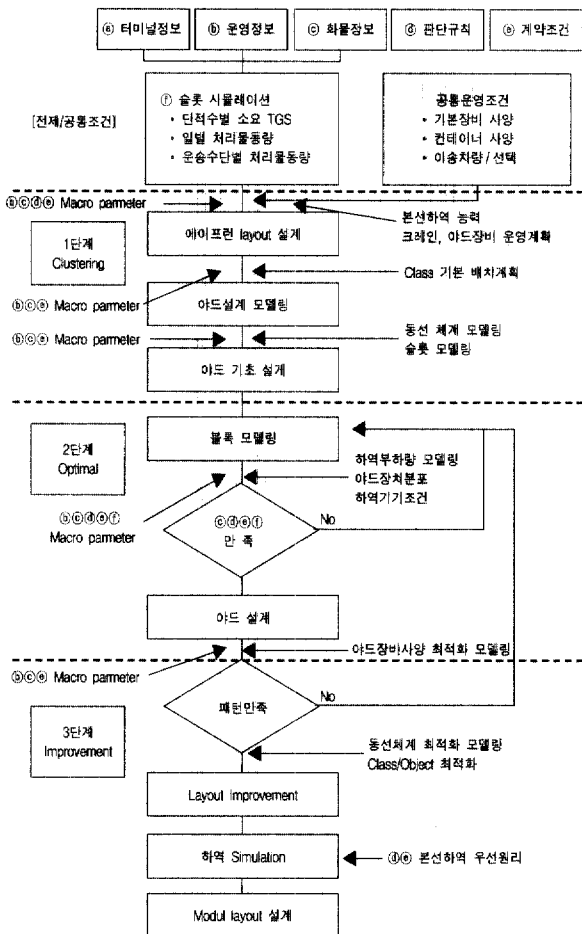 ⓐ 터미널정보
ⓑ 운영정보
ⓒ 화물정보
ⓓ 판단규칙
ⓔ 계약조건
[전제/공통조건]
ⓕ 슬롯 시뮬레이션
• 단적수별 소요 TGS
• 일별 처리물동량
• 운송수단별 처리물동량
공통운영조건
• 기본장비 사양
• 컨테이너 사양
• 이송차량/선택
ⓑⓒⓓⓔ Macro parmeter
본선하역 능력
크레인, 야드장비 운영계획
1단계
Clustering
에이프런 layout 설계
Class 기본 배치계획
ⓑⓒⓔ Macro parmeter
야드설계 모델링
ⓑⓒⓔ Macro parmeter
동선 체계 모델링
슬롯 모델링
야드 기초 설계
2단계
Optimal
블록 모델링
하역부하량 모델링
야드장치분포
하역기기조건
ⓑⓒⓓⓔⓕ
Macro parmeter
ⓒⓓⓔⓕ
만 족
No
야드 설계
야드장바사양 최적화 모델링
ⓑⓒⓔ Macro parmeter
3단계
Improvement
패턴만족
No
동선체계 최적화 모델링
Class/Object 최적화
Layout Improvement
하역 Simulation
ⓓⓔ 본선하역 우선원리
Modul layout 설계